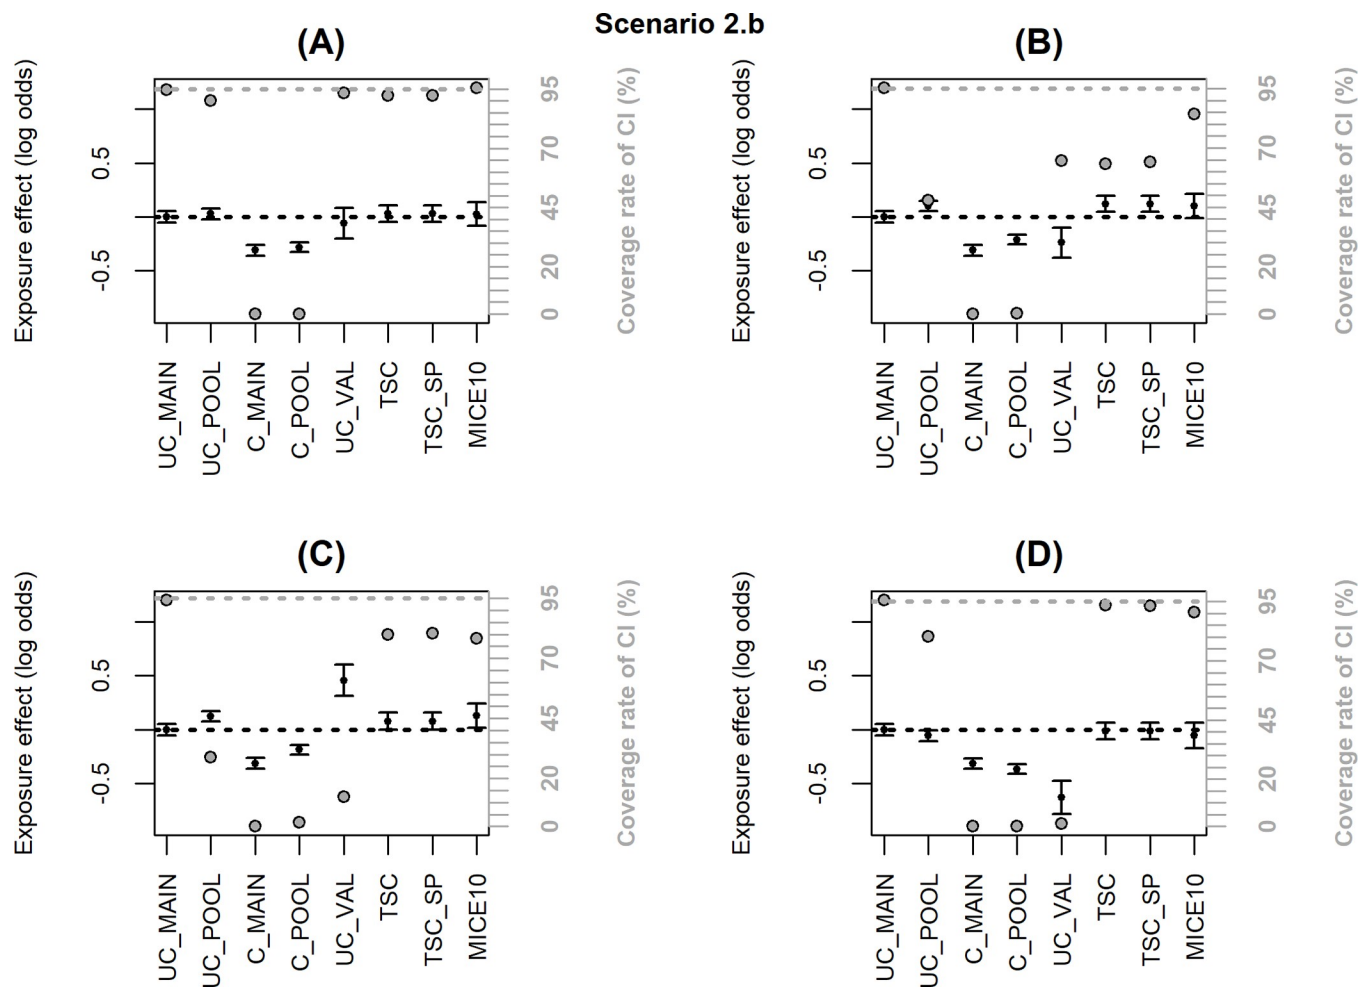 Scenario 2.b
(A)
Exposure effect (log odds)
0.5
-0.5
95
70
45
20
0
Coverage rate of CI (%)
UC_MAIN
UC_POOL
C_MAIN
C_POOL
UC_VAL
TSC
TSC_SP
MICE10
(B)
Exposure effect (log odds)
0.5
-0.5
95
70
45
20
0
Coverage rate of CI (%)
UC_MAIN
UC_POOL
C_MAIN
C_POOL
UC_VAL
TSC
TSC_SP
MICE10
(C)
Exposure effect (log odds)
0.5
-0.5
95
70
45
20
0
Coverage rate of CI (%)
UC_MAIN
UC_POOL
C_MAIN
C_POOL
UC_VAL
TSC
TSC_SP
MICE10
(D)
Exposure effect (log odds)
0.5
-0.5
95
70
45
20
0
Coverage rate of CI (%)
UC_MAIN
UC_POOL
C_MAIN
C_POOL
UC_VAL
TSC
TSC_SP
MICE10